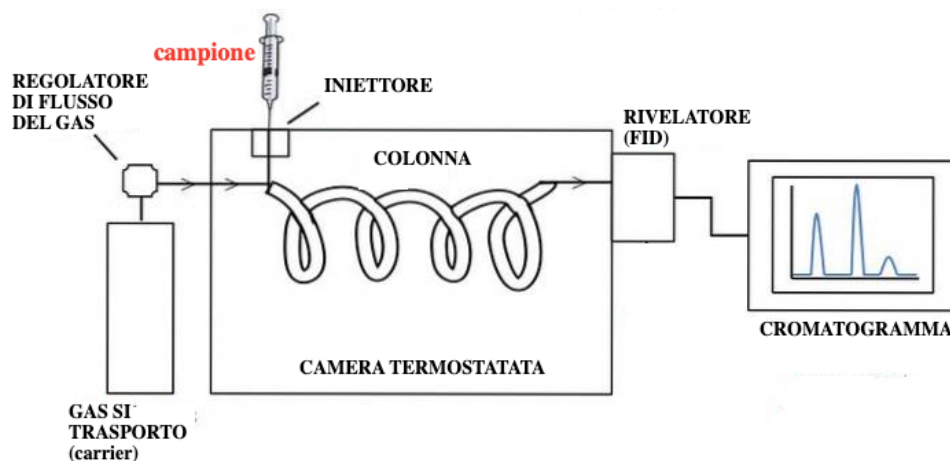 campione
REGOLATORE
DI FLUSSO
DEL GAS
INIETTORE
COLONNA
RIVELATORE
(FID)
CROMATOGRAMMA
CAMERA TERMOSTATATA
GAS SI
TRASPORTO
(carrier)